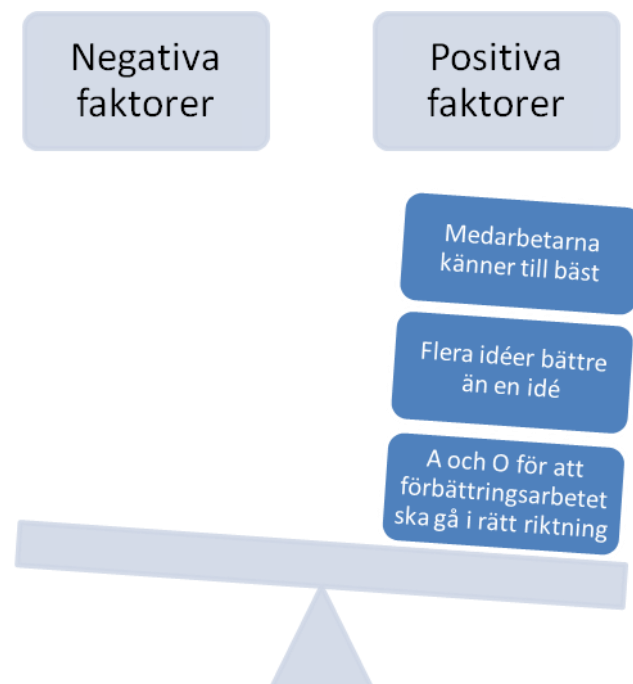 Negativa
faktorer
Positiva
faktorer
Medarbetarna
känner till bäst
Flera idéer bättre
än en idé
A och O för att
förbättringsarbetet
ska gå i rätt riktning